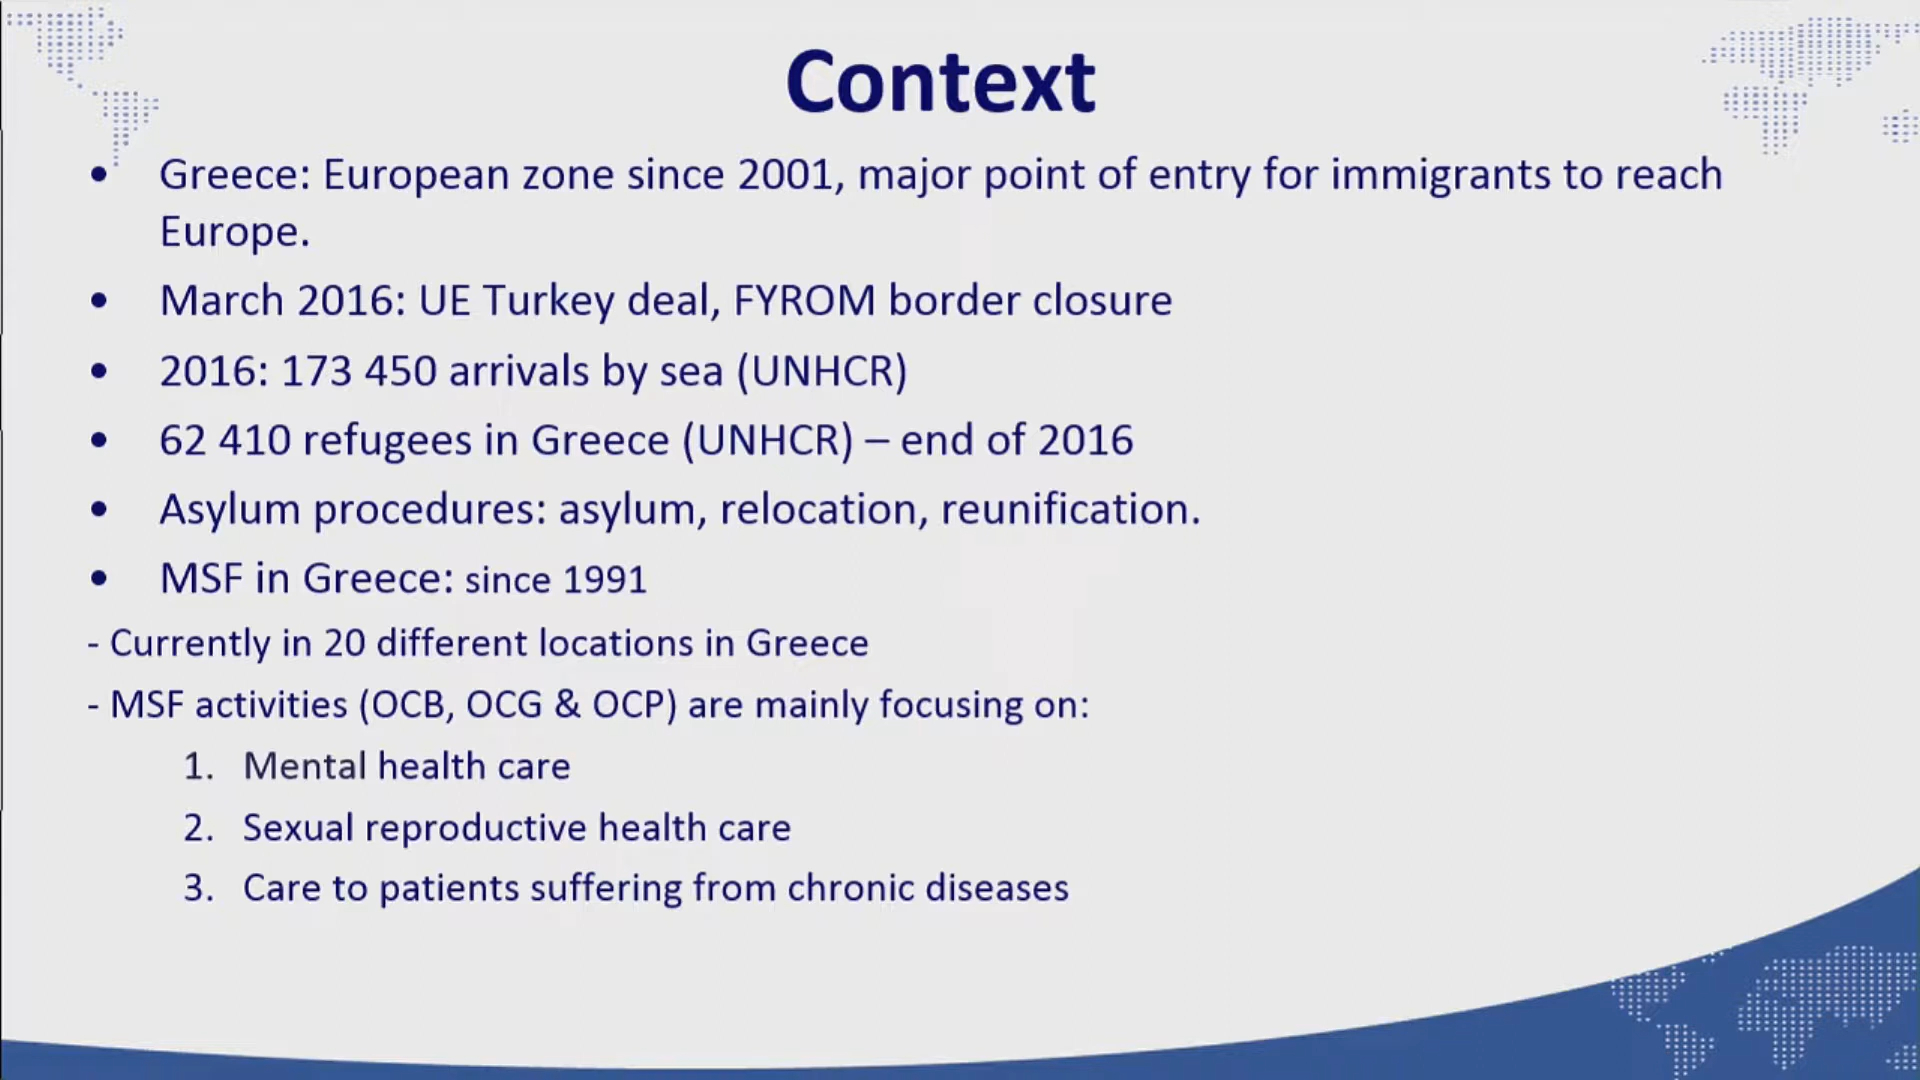 Context
• Greece: European zone since 2001, major point of entry for immigrants to reach
Europe.
• March 2016: UE Turkey deal, FYROM border closure
• 2016: 173 450 arrivals by sea (UNHCR)
• 62 410 refugees in Greece (UNHCR) – end of 2016
• Asylum procedures: asylum, relocation, reunification.
• MSF in Greece: since 1991
- Currently in 20 different locations in Greece
- MSF activities (OCB, OCG & OCP) are mainly focusing on:
1. Mental health care
2. Sexual reproductive health care
3. Care to patients suffering from chronic diseases